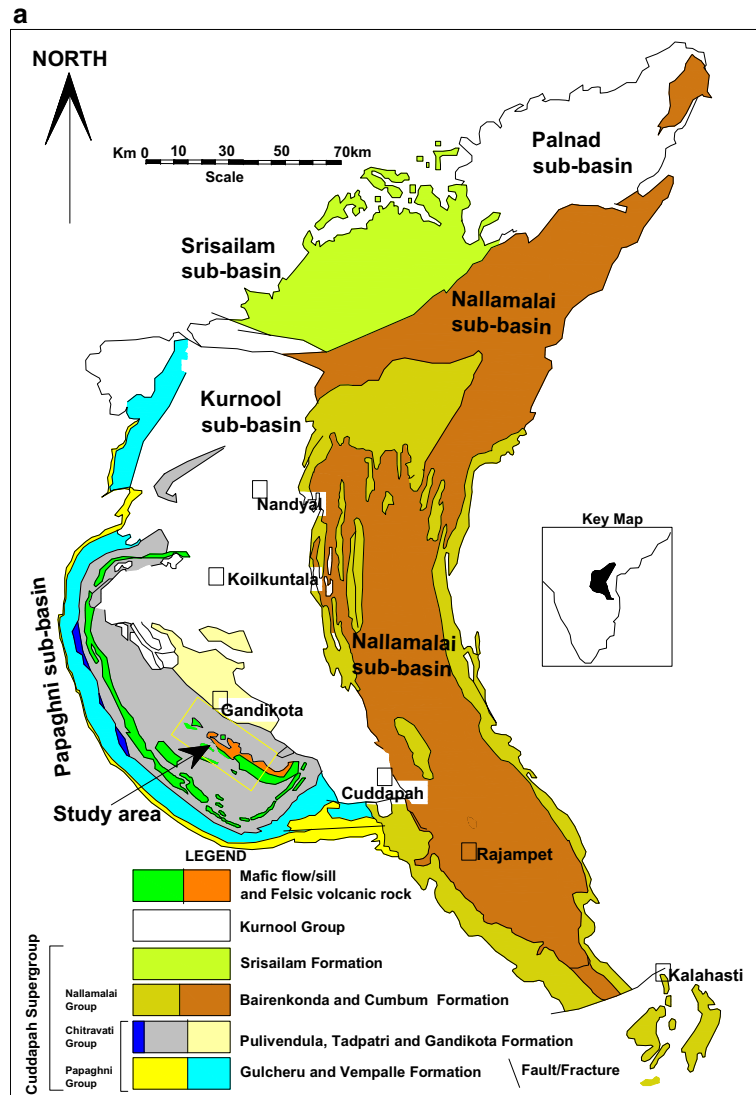 a
NORTH
Km 0 10 30 50 70km
Scale
Palnad
sub-basin
Srisailam
sub-basin
Nallamalai
sub-basin
Kurnool
sub-basin
Nandyal
Key Map
Koilkuntala
Papaghni sub-basin
Nallamalai
sub-basin
Gandikota
Study area
Cuddapah
Rajampet
Kalahasti
LEGEND
Mafic flow/sill
and Felsic volcanic rock
Kurnool Group
Srisailam Formation
Cuddapah Supergroup
Nallamalai
Group
Bairenkonda and Cumbum Formation
Chitravati
Group
Pulivendula, Tadpatri and Gandikota Formation
Papaghni
Group
Gulcheru and Vempalle Formation
Fault/Fracture